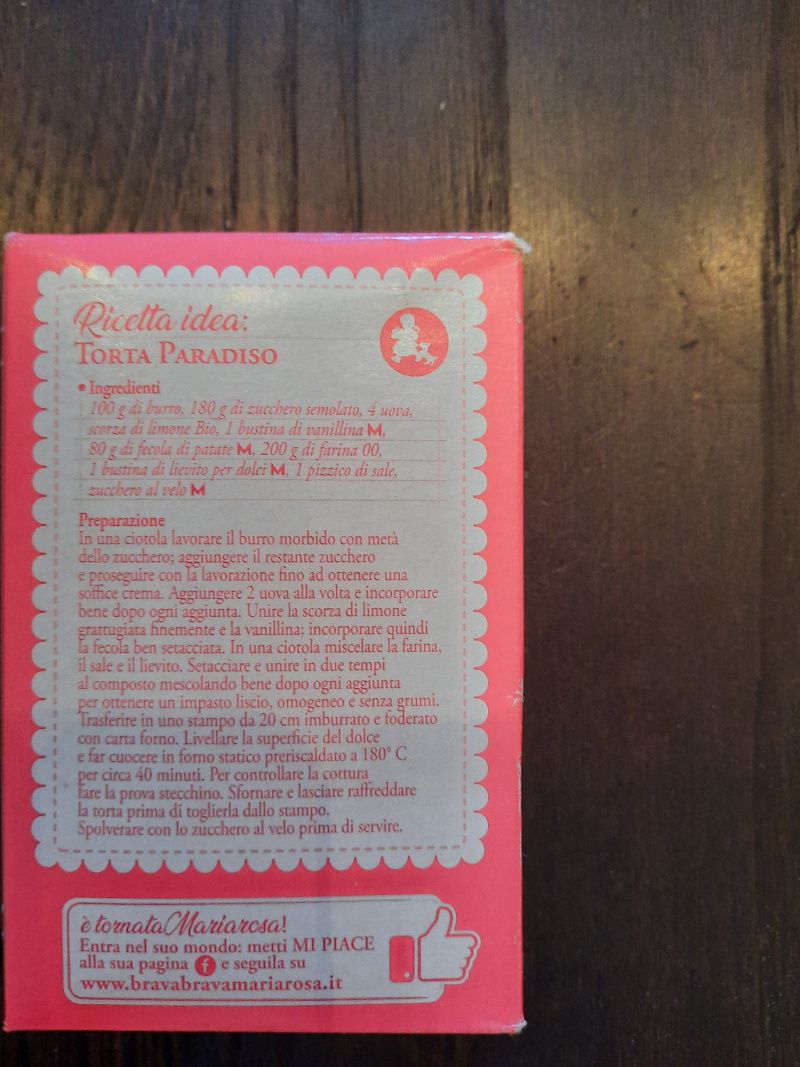 Ricetta idea:
TORTA PARADISO
• Ingredienti
100 g di burro, 180 g di zucchero semolato, 4 uova,
scorza di limone Bio, 1 bustina di vanillina M,
80 g di fecola di patate M, 200 g di farina 00,
1 bustina di lievito per dolci M, 1 pizzico di sale,
zucchero al velo M
Preparazione
In una ciotola lavorare il burro morbido con metà
dello zucchero; aggiungere il restante zucchero
e proseguire con la lavorazione fino ad ottenere una
soffice crema. Aggiungere 2 uova alla volta e incorporare
bene dopo ogni aggiunta. Unire la scorza di limone
grattugiata finemente e la vanillina; incorporare quindi
la fecola ben setacciata. In una ciotola miscelare la farina,
il sale e il lievito. Setacciare e unire in due tempi
al composto mescolando bene dopo ogni aggiunta
per ottenere un impasto liscio, omogeneo e senza grumi.
Trasferire in uno stampo da 20 cm imburrato e foderato
con carta forno. Livellare la superficie del dolce
e far cuocere in forno statico preriscaldato a 180° C
per circa 40 minuti. Per controllare la cottura
fare la prova stecchino. Sfornare e lasciare raffreddare
la torta prima di toglierla dallo stampo.
Spolverare con lo zucchero al velo prima di servire.
è tornata Mariarosa!
Entra nel suo mondo: metti MI PIACE
alla sua pagina f e seguila su
www.bravabravamariarosa.it